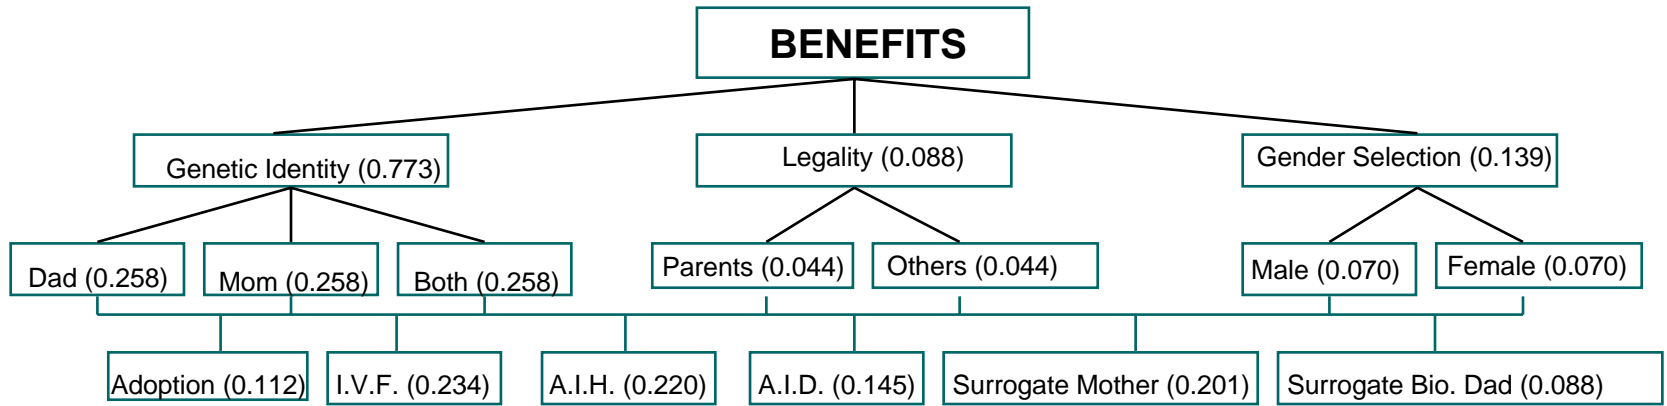 BENEFITS
Genetic Identity (0.773)
Legality (0.088)
Gender Selection (0.139)
Dad (0.258)
Mom (0.258)
Both (0.258)
Parents (0.044)
Others (0.044)
Male (0.070)
Female (0.070)
Adoption (0.112)
I.V.F. (0.234)
A.I.H. (0.220)
A.I.D. (0.145)
Surrogate Mother (0.201)
Surrogate Bio. Dad (0.088)